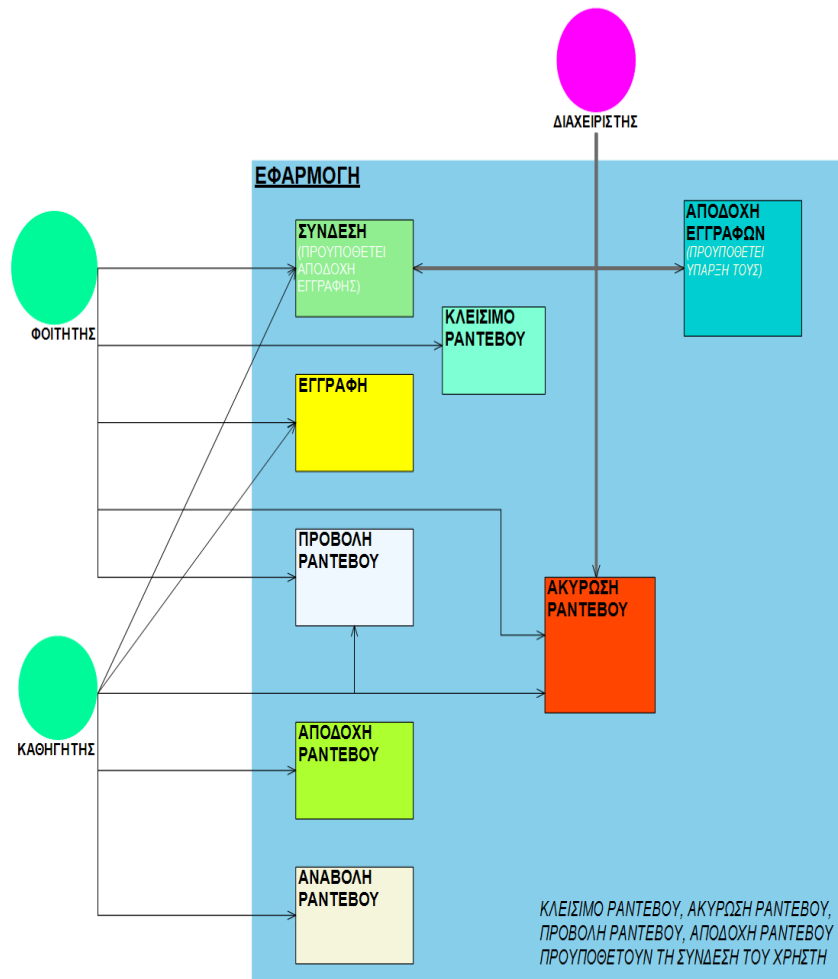 ΔΙΑΧΕΙΡΙΣΤΗΣ
ΕΦΑΡΜΟΓΗ
ΣΥΝΔΕΣΗ
(ΠΡΟΥΠΟΘΕΤΕΙ
ΑΠΟΔΟΧΗ
ΕΓΓΡΑΦΗΣ)
ΑΠΟΔΟΧΗ
ΕΓΓΡΑΦΩΝ
(ΠΡΟΥΠΟΘΕΤΕΙ
ΥΠΑΡΞΗ ΤΟΥΣ)
ΦΟΙΤΗΤΗΣ
ΚΛΕΙΣΙΜΟ
ΡΑΝΤΕΒΟΥ
ΕΓΓΡΑΦΗ
ΠΡΟΒΟΛΗ
ΡΑΝΤΕΒΟΥ
ΑΚΥΡΩΣΗ
ΡΑΝΤΕΒΟΥ
ΚΑΘΗΓΗΤΗΣ
ΑΠΟΔΟΧΗ
ΡΑΝΤΕΒΟΥ
ΑΝΑΒΟΛΗ
ΡΑΝΤΕΒΟΥ
ΚΛΕΙΣΙΜΟ ΡΑΝΤΕΒΟΥ, ΑΚΥΡΩΣΗ ΡΑΝΤΕΒΟΥ,
ΠΡΟΒΟΛΗ ΡΑΝΤΕΒΟΥ, ΑΠΟΔΟΧΗ ΡΑΝΤΕΒΟΥ
ΠΡΟΥΠΟΘΕΤΟΥΝ ΤΗ ΣΥΝΔΕΣΗ ΤΟΥ ΧΡΗΣΤΗ